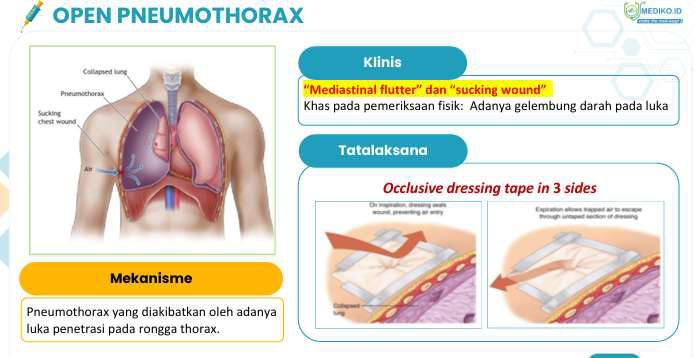 OPEN PNEUMOTHORAX
MEDIKO.ID
Collapsed lung
Pneumothorax
Sucking
chest wound
Air
Mekanisme
Pneumothorax yang diakibatkan oleh adanya
luka penetrasi pada rongga thorax.
Klinis
“Mediastinal flutter” dan “sucking wound”
Khas pada pemeriksaan fisik: Adanya gelembung darah pada luka
Tatalaksana
Occlusive dressing tape in 3 sides
On inspiration, dressing seals
wound, preventing air entry
Collapsed
lung
Expiration allows trapped air to escape
through untaped section of dressing